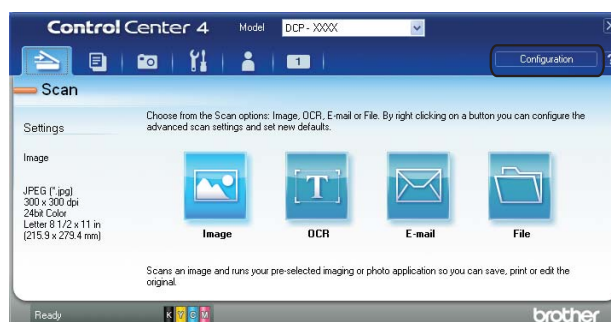 Control Center 4 Model DCP - XXXX
1 Configuration ?
Scan
Choose from the Scan options: Image, OCR, E-mail or File. By right clicking on a button you can configure the
advanced scan settings and set new defaults.
Settings
Image
JPEG (*.jpg)
300 x 300 dpi
24bit Color
Letter 8 1/2 x 11 in
(215.9 x 279.4 mm)
T
Image OCR E-mail File
Scans an image and runs your pre-selected imaging or photo application so you can save, print or edit the
original.
Ready K Y C M brother